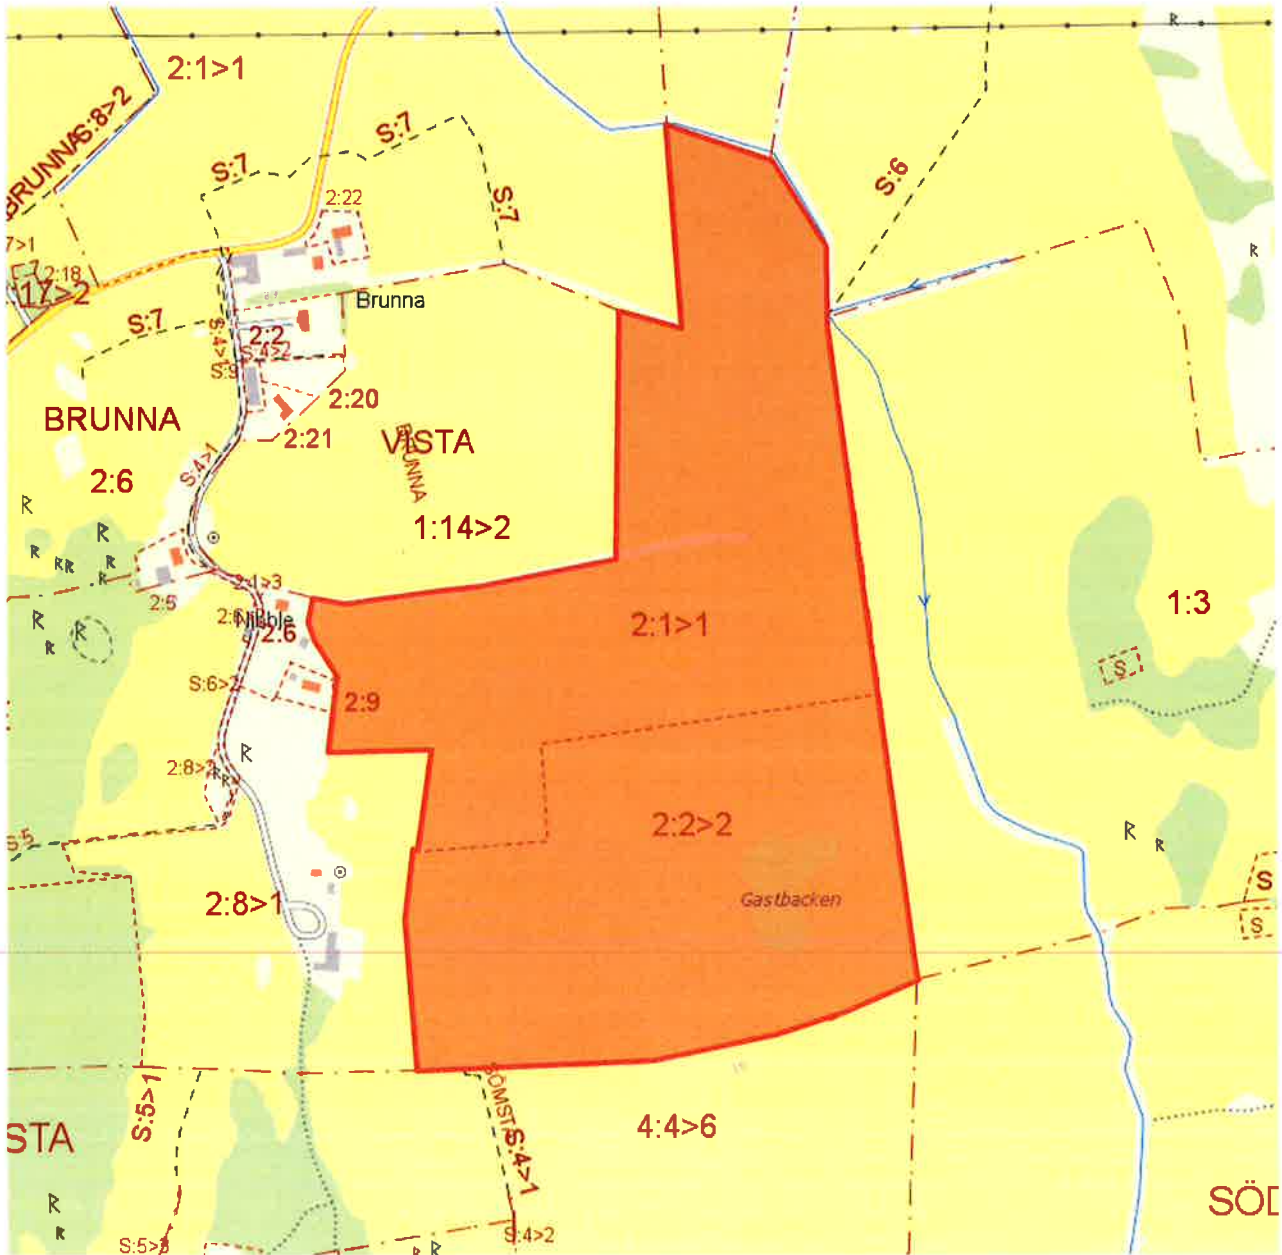 R
2:1>1
S:8>2
BRUNNA
S:7
S:7
S:6
2:22
S:7
7>1
R
2:18
17>2
Brunna
S:7
S:4>1
2:2
S:4>2
S:9
2:20
BRUNNA
2:21
VISTA
BRUNNA
S:4>1
2:6
R
1:14>2
R
R
R
R
R
R
2:1>3
1:3
2:5
R
R
2:6
R
2:1>1
S
S:6>2
2:9
R
2:8>2
R
R
2:2>2
R
R
S:5
Gastbacken
2:8>1
S
S
S:5>1
SÖMSTA
S:4>1
4:4>6
STA
R
R
SÖD
S:4>2
S:5>3
R
R